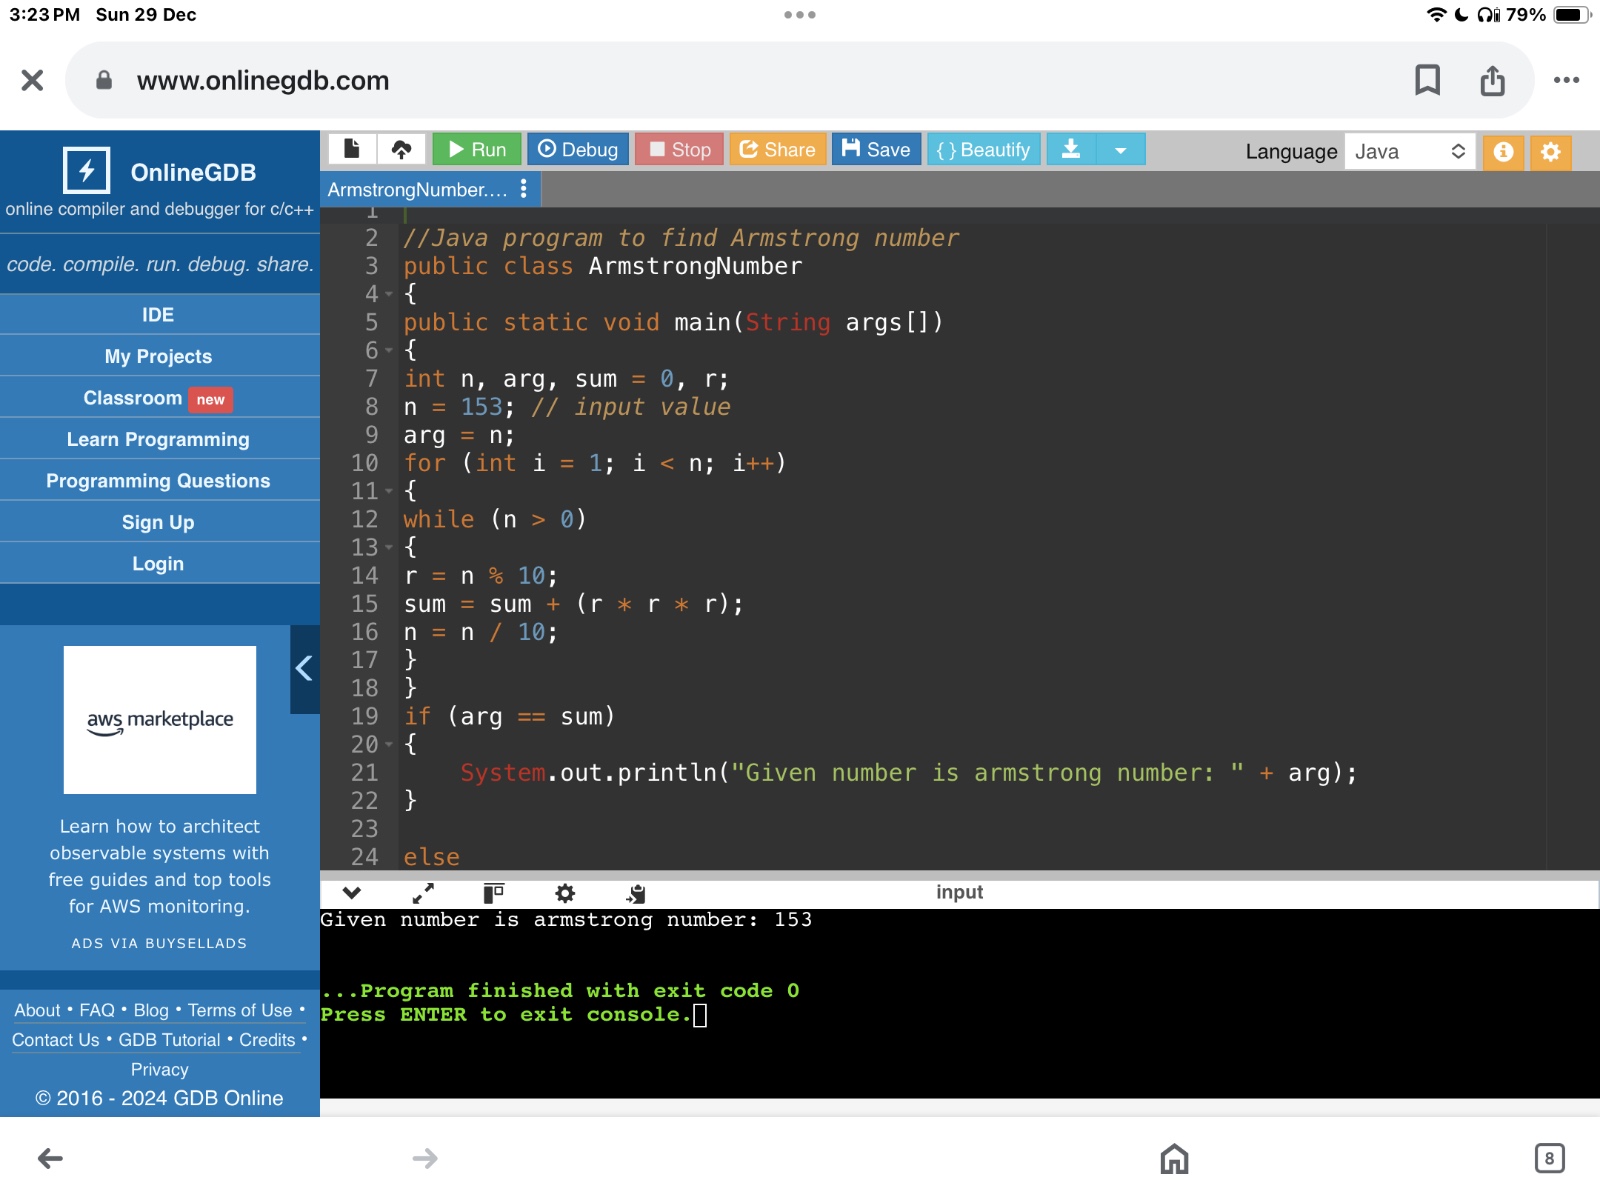 3:23 PM Sun 29 Dec
79%
www.onlinegdb.com
OnlineGDB
online compiler and debugger for c/c++
code. compile. run. debug. share.
IDE
My Projects
Classroom new
Learn Programming
Programming Questions
Sign Up
Login
aws marketplace
Learn how to architect
observable systems with
free guides and top tools
for AWS monitoring.
ADS VIA BUYSELLADS
About • FAQ • Blog • Terms of Use •
Contact Us • GDB Tutorial • Credits •
Privacy
© 2016 - 2024 GDB Online
Run Debug Stop Share Save { } Beautify Language Java
ArmstrongNumber....
1
2 //Java program to find Armstrong number
3 public class ArmstrongNumber
4 {
5 public static void main(String args[])
6 {
7 int n, arg, sum = 0, r;
8 n = 153; // input value
9 arg = n;
10 for (int i = 1; i < n; i++)
11 {
12 while (n > 0)
13 {
14 r = n % 10;
15 sum = sum + (r * r * r);
16 n = n / 10;
17 }
18 }
19 if (arg == sum)
20 {
21 System.out.println("Given number is armstrong number: " + arg);
22 }
23
24 else
input
Given number is armstrong number: 153
...Program finished with exit code 0
Press ENTER to exit console.
8